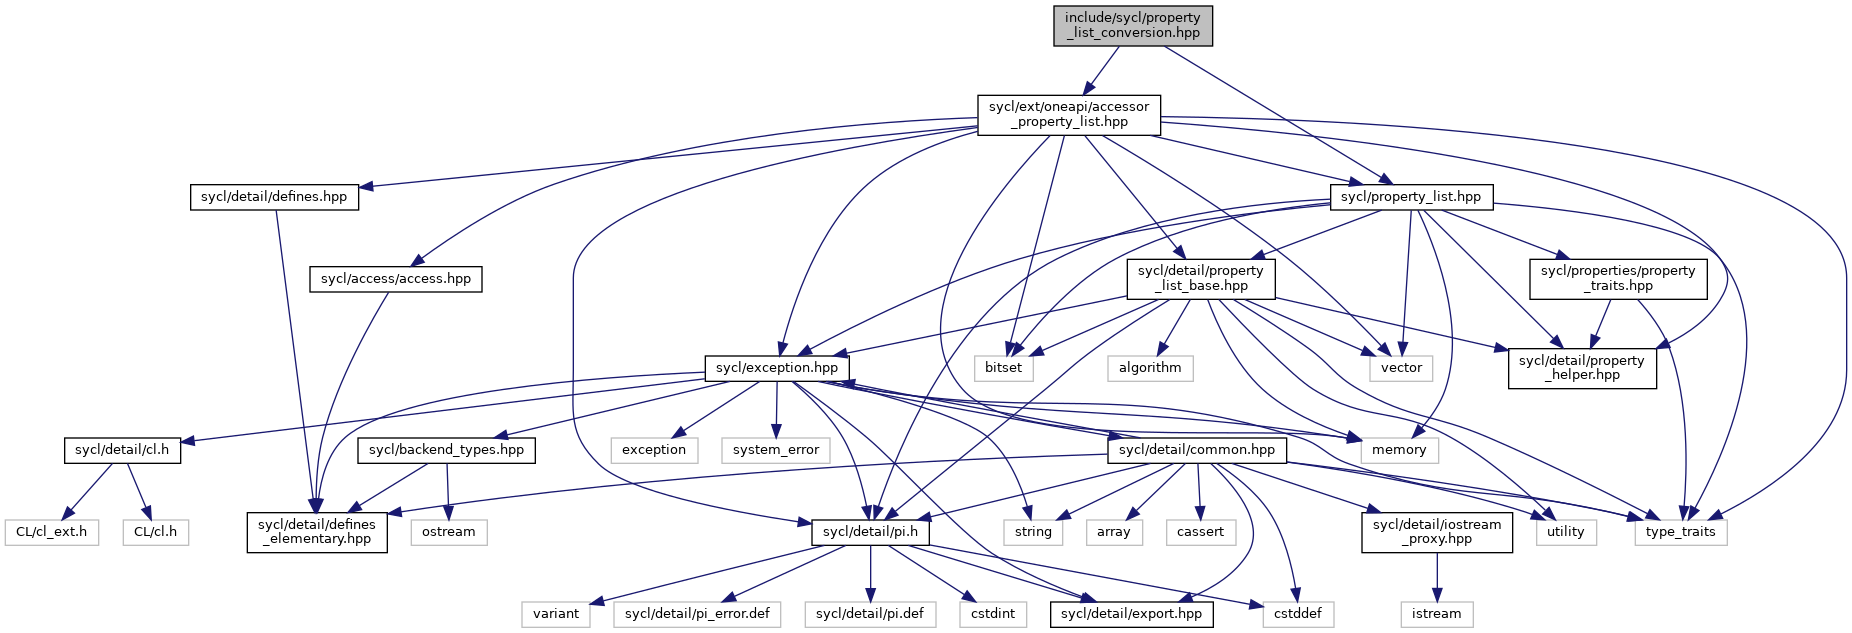 include/sycl/property
_list_conversion.hpp
sycl/ext/oneapi/accessor
_property_list.hpp
sycl/detail/defines.hpp
sycl/property_list.hpp
sycl/access/access.hpp
sycl/detail/property
_list_base.hpp
sycl/properties/property
_traits.hpp
sycl/exception.hpp
bitset
algorithm
vector
sycl/detail/property
_helper.hpp
sycl/detail/cl.h
sycl/backend_types.hpp
exception
system_error
sycl/detail/common.hpp
memory
CL/cl_ext.h
CL/cl.h
sycl/detail/defines
_elementary.hpp
ostream
sycl/detail/pi.h
string
array
cassert
sycl/detail/iostream
_proxy.hpp
utility
type_traits
variant
sycl/detail/pi_error.def
sycl/detail/pi.def
cstdint
sycl/detail/export.hpp
cstddef
istream